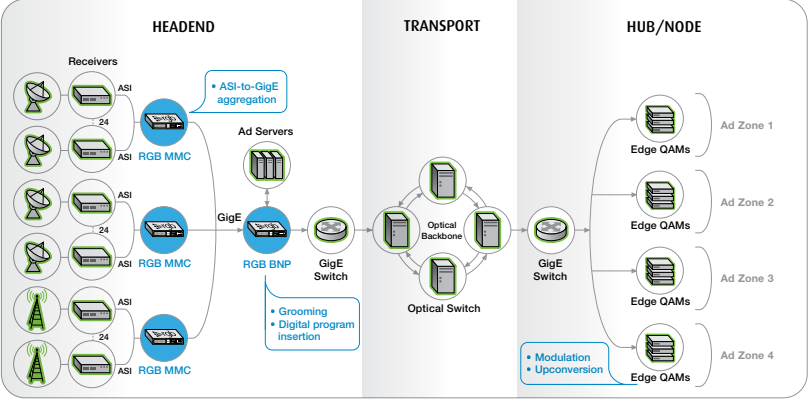 HEADEND
TRANSPORT
HUB/NODE
Receivers
ASI
24
ASI
RGB MMC
• ASI-to-GigE
aggregation
ASI
24
ASI
RGB MMC
ASI
24
ASI
RGB MMC
Ad Servers
GigE
RGB BNP
• Grooming
• Digital program
insertion
GigE
Switch
Optical
Backbone
Optical Switch
GigE
Switch
Edge QAMs
Ad Zone 1
Edge QAMs
Ad Zone 2
Edge QAMs
Ad Zone 3
Edge QAMs
Ad Zone 4
• Modulation
• Upconversion